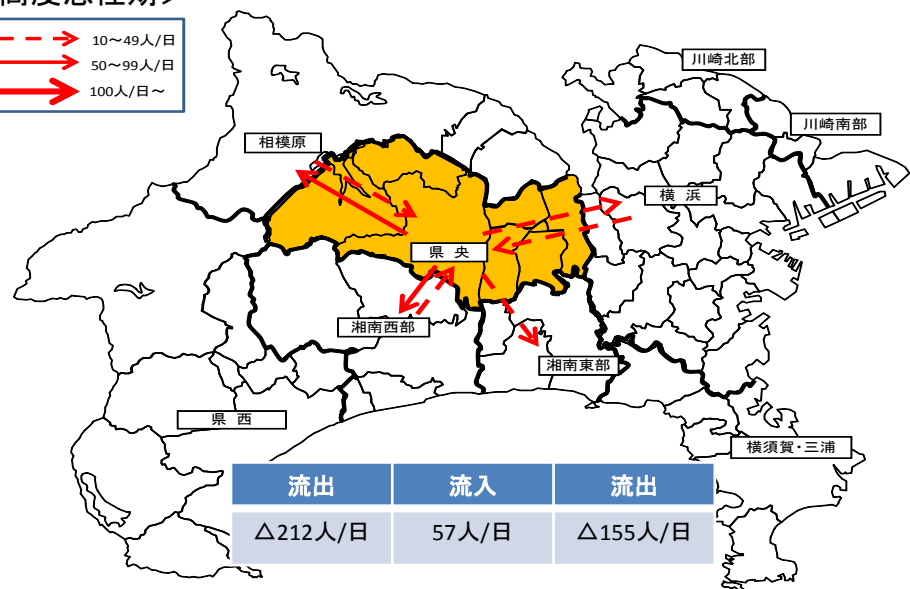 10～49人/日
50～99人/日
100人/日～
川崎北部
川崎南部
相模原
横 浜
県 央
湘南西部
湘南東部
県 西
横須賀・三浦
流出 流入 流出
△212人/日 57人/日 △155人/日